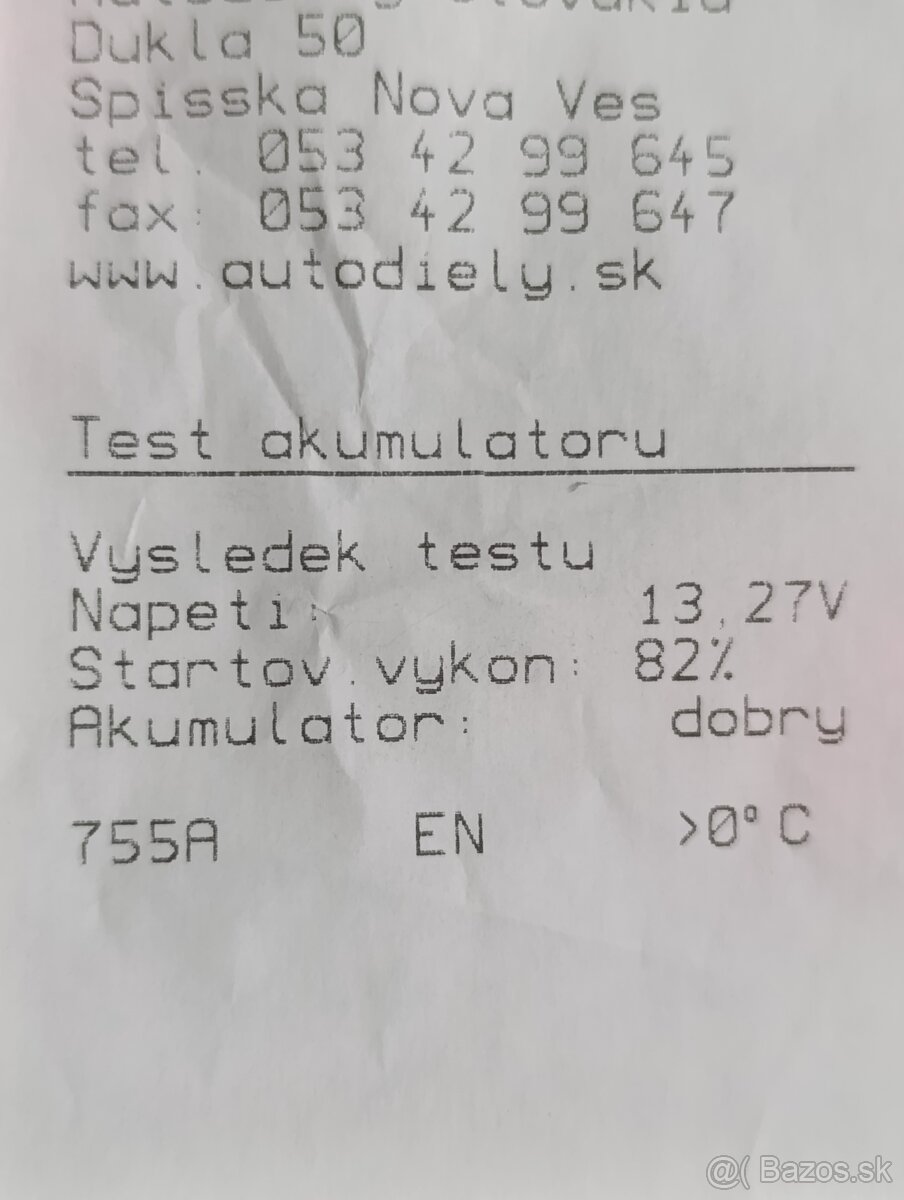 Dukla 50
Spisska Nova Ves
tel. 053 42 99 645
fax: 053 42 99 647
www.autodiely.sk
Test akumulatoru
Vysledek testu
Napeti: 13,27V
Startov.vykon: 82%
Akumulator: dobry
755A EN >0°C
@( Bazos.sk